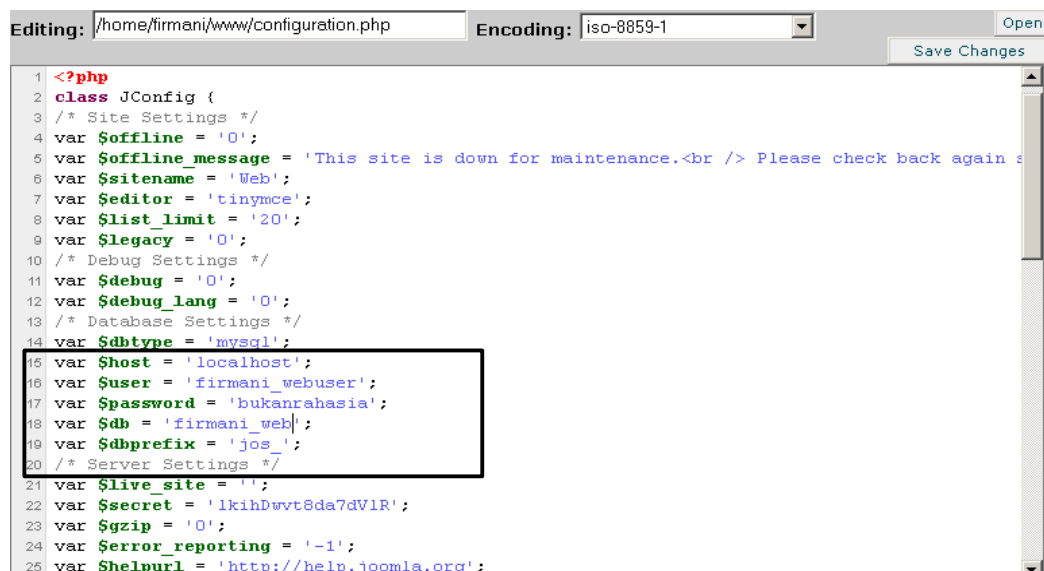 Editing: /home/firmani/www/configuration.php Encoding: iso-8859-1 Open
Save Changes
1 <?php
2 class JConfig {
3 /* Site Settings */
4 var $offline = '0';
5 var $offline_message = 'This site is down for maintenance.<br /> Please check back again s
6 var $sitename = 'Web';
7 var $editor = 'tinymce';
8 var $list_limit = '20';
9 var $legacy = '0';
10 /* Debug Settings */
11 var $debug = '0';
12 var $debug_lang = '0';
13 /* Database Settings */
14 var $dbtype = 'mysql';
15 var $host = 'localhost';
16 var $user = 'firmani_webuser';
17 var $password = 'bukanrahasia';
18 var $db = 'firmani_web';
19 var $dbprefix = 'jos_';
20 /* Server Settings */
21 var $live_site = '';
22 var $secret = 'lkihDwvt8da7dVlR';
23 var $gzip = '0';
24 var $error_reporting = '-1';
25 var $helpurl = 'http://help.joomla.org';